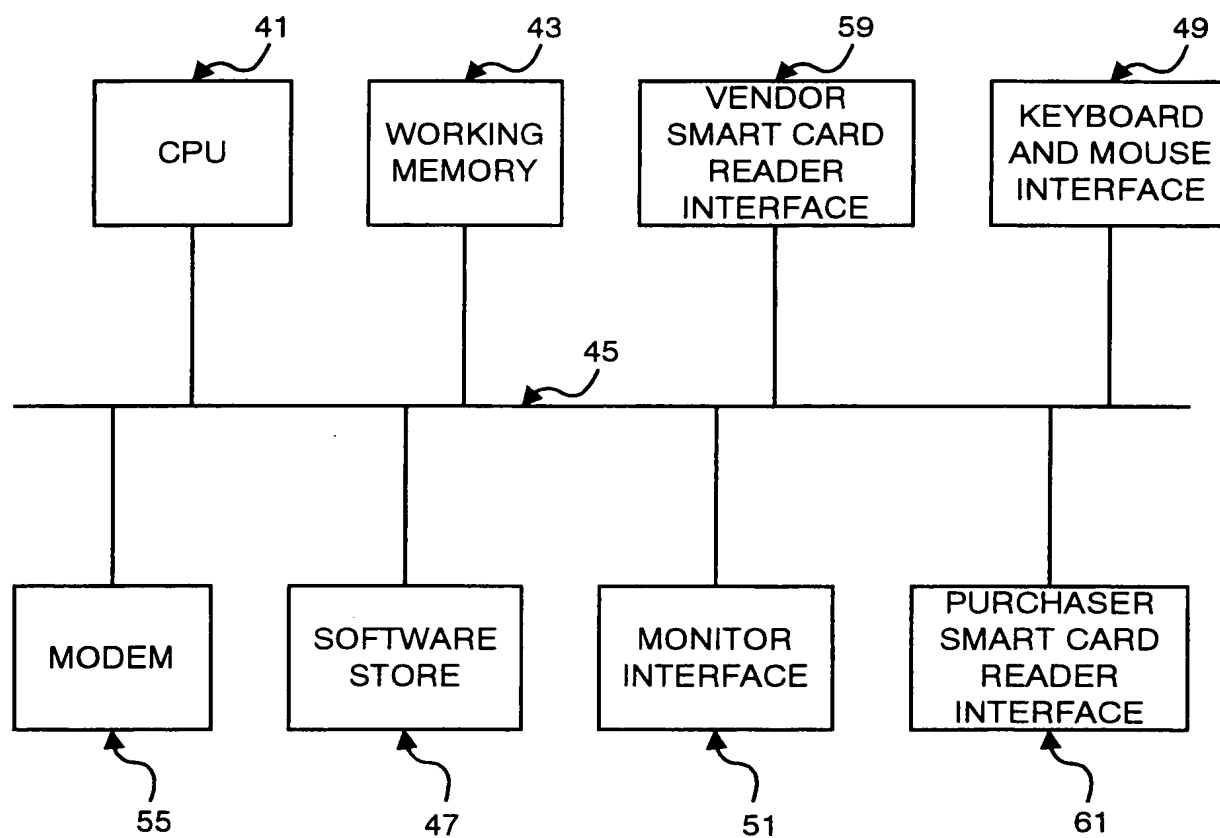 41
43
59
49
CPU
WORKING
MEMORY
VENDOR
SMART CARD
READER
INTERFACE
KEYBOARD
AND MOUSE
INTERFACE
45
MODEM
SOFTWARE
STORE
MONITOR
INTERFACE
PURCHASER
SMART CARD
READER
INTERFACE
55
47
51
61